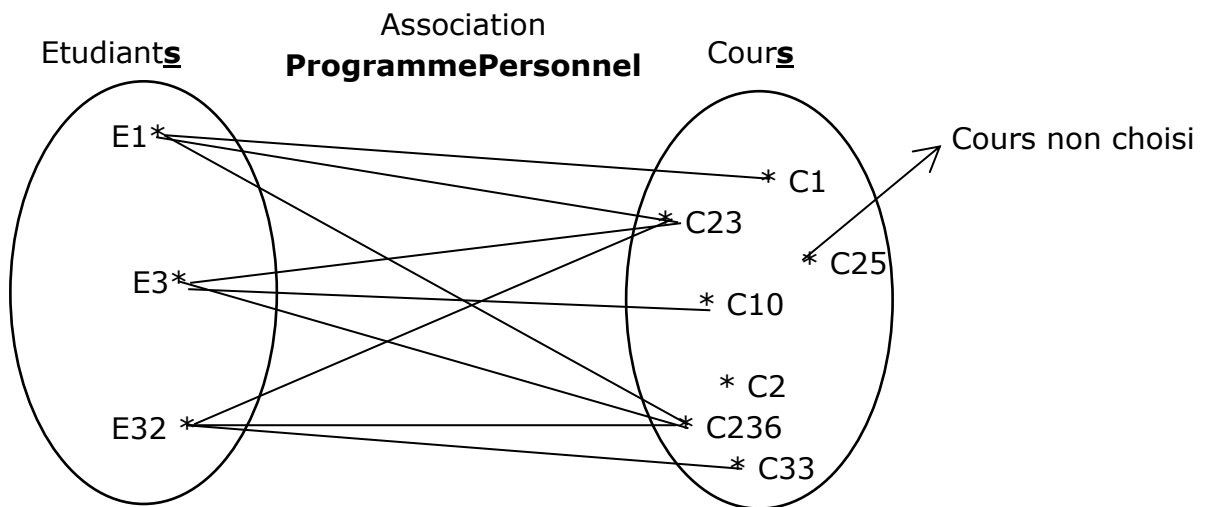 Association
Etudiants
ProgrammePersonnel
Cours
E1*
Cours non choisi
* C1
* C23
* C25
E3*
* C10
* C2
E32 *
* C236
* C33